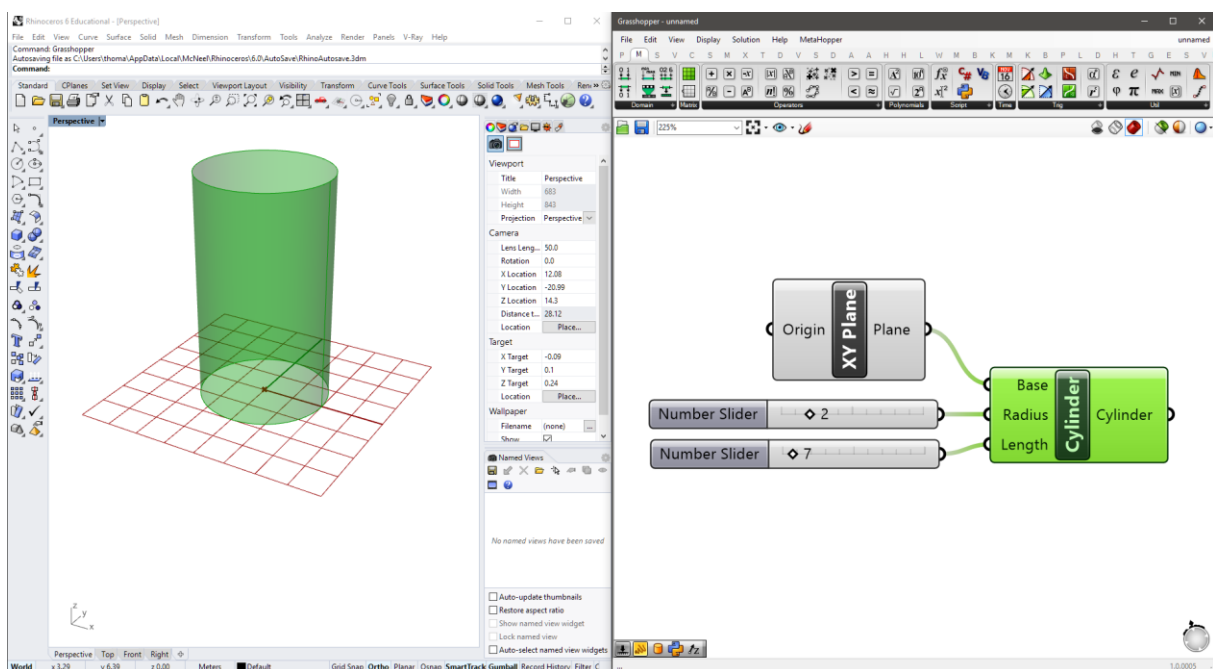 Rhinoceros 6 Educational - [Perspective]
File Edit View Curve Surface Solid Mesh Dimension Transform Tools Analyze Render Panels V-Ray Help
Command: Grasshopper
Autosaving file as C:\Users\thoma\AppData\Local\McNeel\Rhinoceros\6.0\AutoSave\RhinoAutosave.3dm
Command:
Standard CPlanes Set View Display Select Viewport Layout Visibility Transform Curve Tools Surface Tools Solid Tools Mesh Tools
Perspective
Viewport
Title Perspective
Width 683
Height 843
Projection Perspective
Camera
Lens Leng... 50.0
Rotation 0.0
X Location 12.08
Y Location -20.99
Z Location 14.3
Distance t... 28.12
Location Place...
Target
X Target -0.09
Y Target 0.1
Z Target 0.24
Location Place...
Wallpaper
Filename (none) ...
Show
Named Views
No named views have been saved
Auto-update thumbnails
Restore aspect ratio
Show named view widget
Lock named view
Auto-select named view widgets
z
y
x
Perspective Top Front Right
World x 3.29 y 6.39 z 0.00 Meters Default Grid Snap Ortho Planar Osnap SmartTrack Gumball Record History Filter C
Grasshopper - unnamed
File Edit View Display Solution Help MetaHopper unnamed
P M S V C S M X T D V S D A A H H L W M B K M K B P L D H T G E S V
Domain Matrix Operators Polynomials Script Time Trig Util
225%
Origin XY Plane Plane
Number Slider 2
Number Slider 7
Base
Radius Cylinder Cylinder
Length
1.0.0005